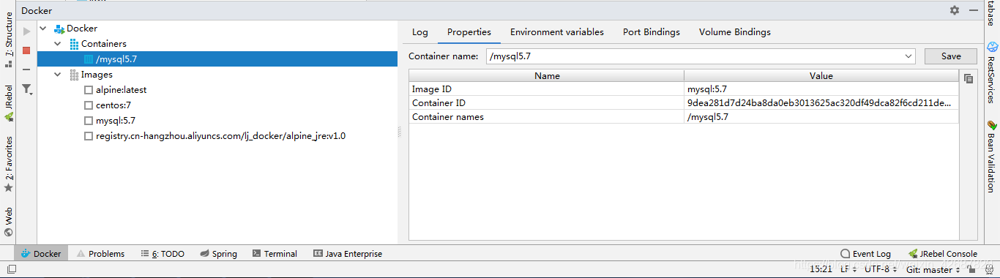 Docker
7: Structure
JRebel
2: Favorites
Web
Docker
Containers
/mysql5.7
Images
alpine:latest
centos:7
mysql:5.7
registry.cn-hangzhou.aliyuncs.com/lj_docker/alpine_jre:v1.0
Log Properties Environment variables Port Bindings Volume Bindings
Container name: /mysql5.7 Save
Name Value
Image ID mysql:5.7
Container ID 9dea281d7d24ba8da0eb3013625ac320df49dca82f6cd211de...
Container names /mysql5.7
tabase
RestServices
Bean Validation
Docker Problems 6: TODO Spring Terminal Java Enterprise Event Log JRebel Console
15:21 LF UTF-8 Git: master